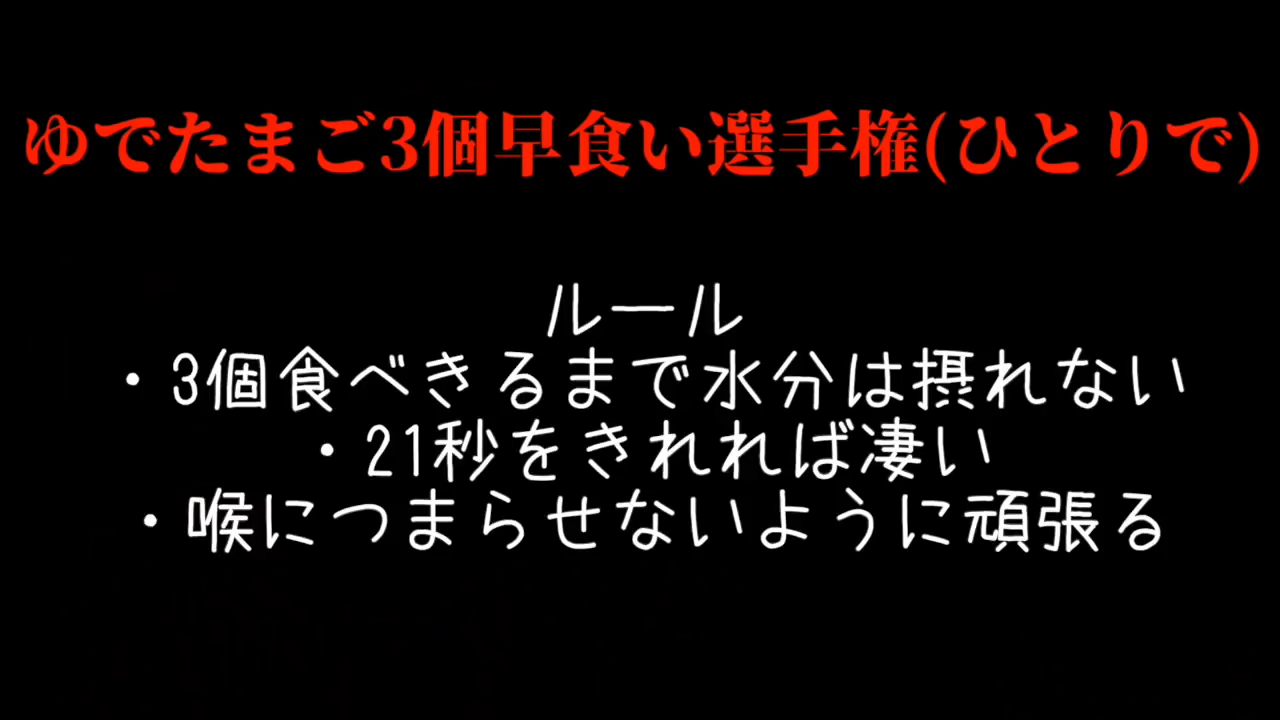 ゆでたまご3個早食い選手権(ひとりで)
ルール
・3個食べきるまで水分は摂れない
・21秒をきれれば凄い
・喉につまらせないように頑張る